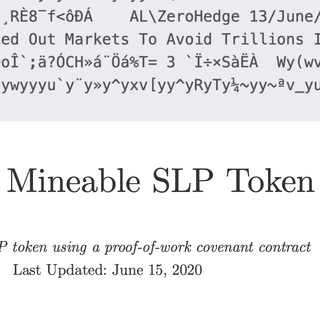 ¸RÈ8¯f<ôÐÁ AL\ZeroHedge 13/June/
ed Out Markets To Avoid Trillions I
oÎ`;ä?ÓCH»á¨Öá%T= 3 `Ï÷×SàËÀ Wy(wv
ywyyyu`y¨y»y^yxv[yy^yRyTy¼~yy~ªv_yu
Mineable SLP Token
P token using a proof-of-work covenant contract
Last Updated: June 15, 2020